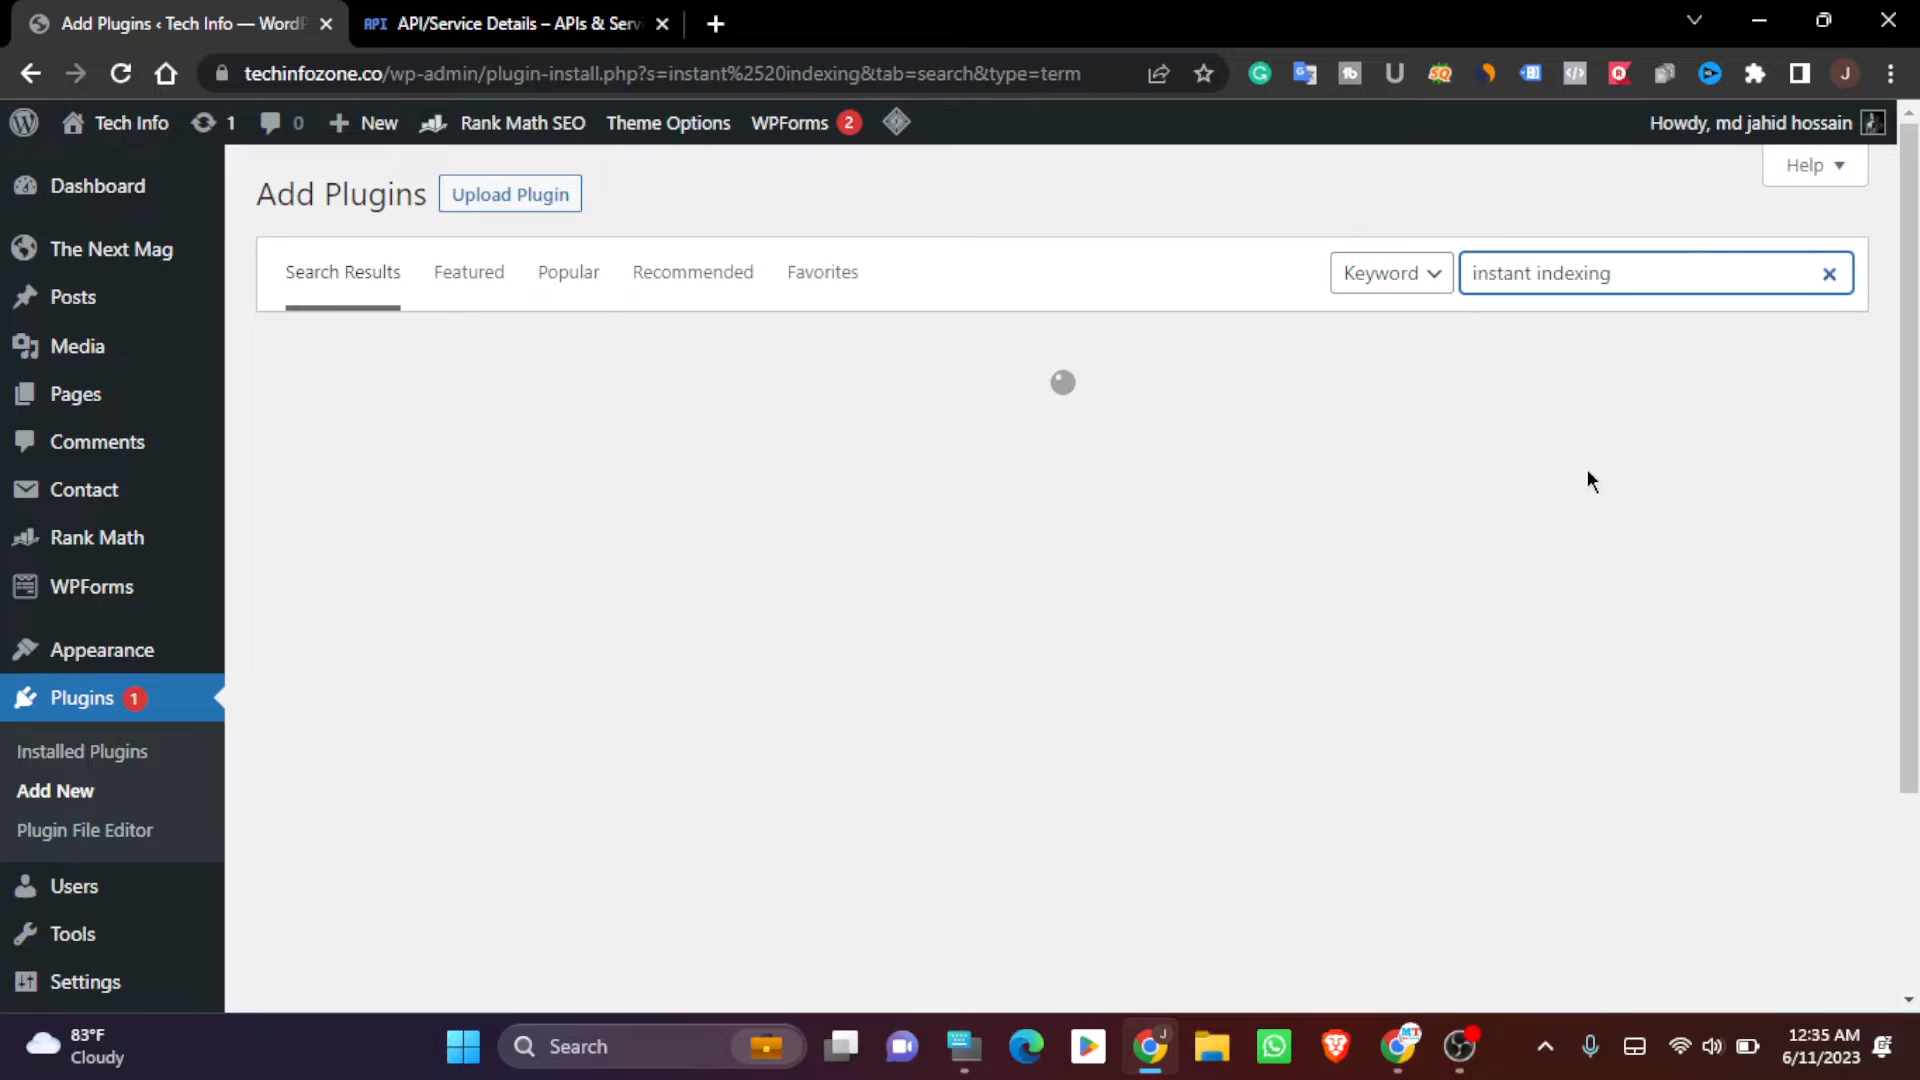 Add Plugins ‹ Tech Info — WordP
API API/Service Details – APIs & Serv
techinfozone.co/wp-admin/plugin-install.php?s=instant%2520indexing&tab=search&type=term
J
Tech Info 1 0 New Rank Math SEO Theme Options WPForms 2
Howdy, md jahid hossain
Help
Add Plugins
Upload Plugin
Search Results Featured Popular Recommended Favorites
Keyword instant indexing
Dashboard
The Next Mag
Posts
Media
Pages
Comments
Contact
Rank Math
WPForms
Appearance
Plugins 1
Installed Plugins
Add New
Plugin File Editor
Users
Tools
Settings
83°F
Cloudy
Search
12:35 AM
6/11/2023